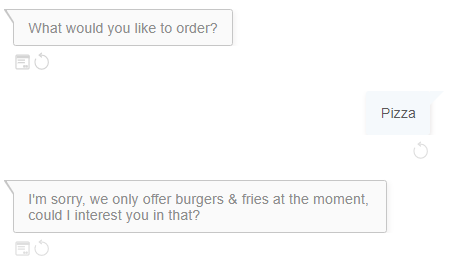 What would you like to order?
Pizza
I'm sorry, we only offer burgers & fries at the moment,
could I interest you in that?